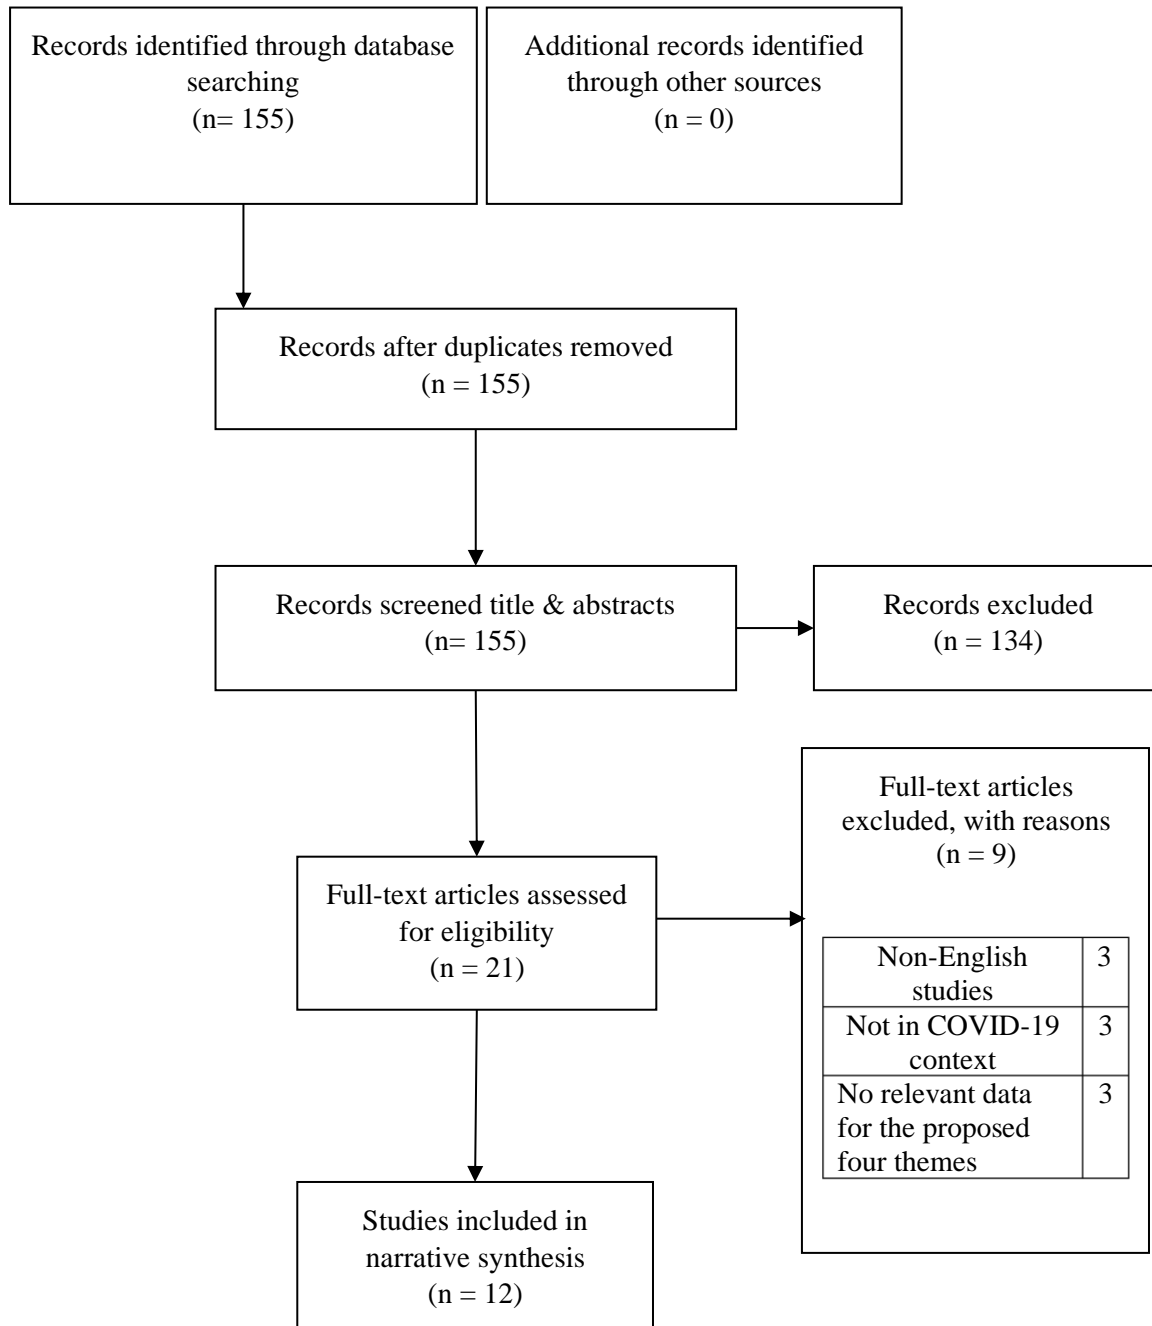 Records identified through database
searching
(n= 155)
Additional records identified
through other sources
(n = 0)
Records after duplicates removed
(n = 155)
Records screened title & abstracts
(n= 155)
Records excluded
(n = 134)
Full-text articles assessed
for eligibility
(n = 21)
Full-text articles
excluded, with reasons
(n = 9)
Non-English
studies
3
Not in COVID-19
context
3
No relevant data
for the proposed
four themes
3
Studies included in
narrative synthesis
(n = 12)